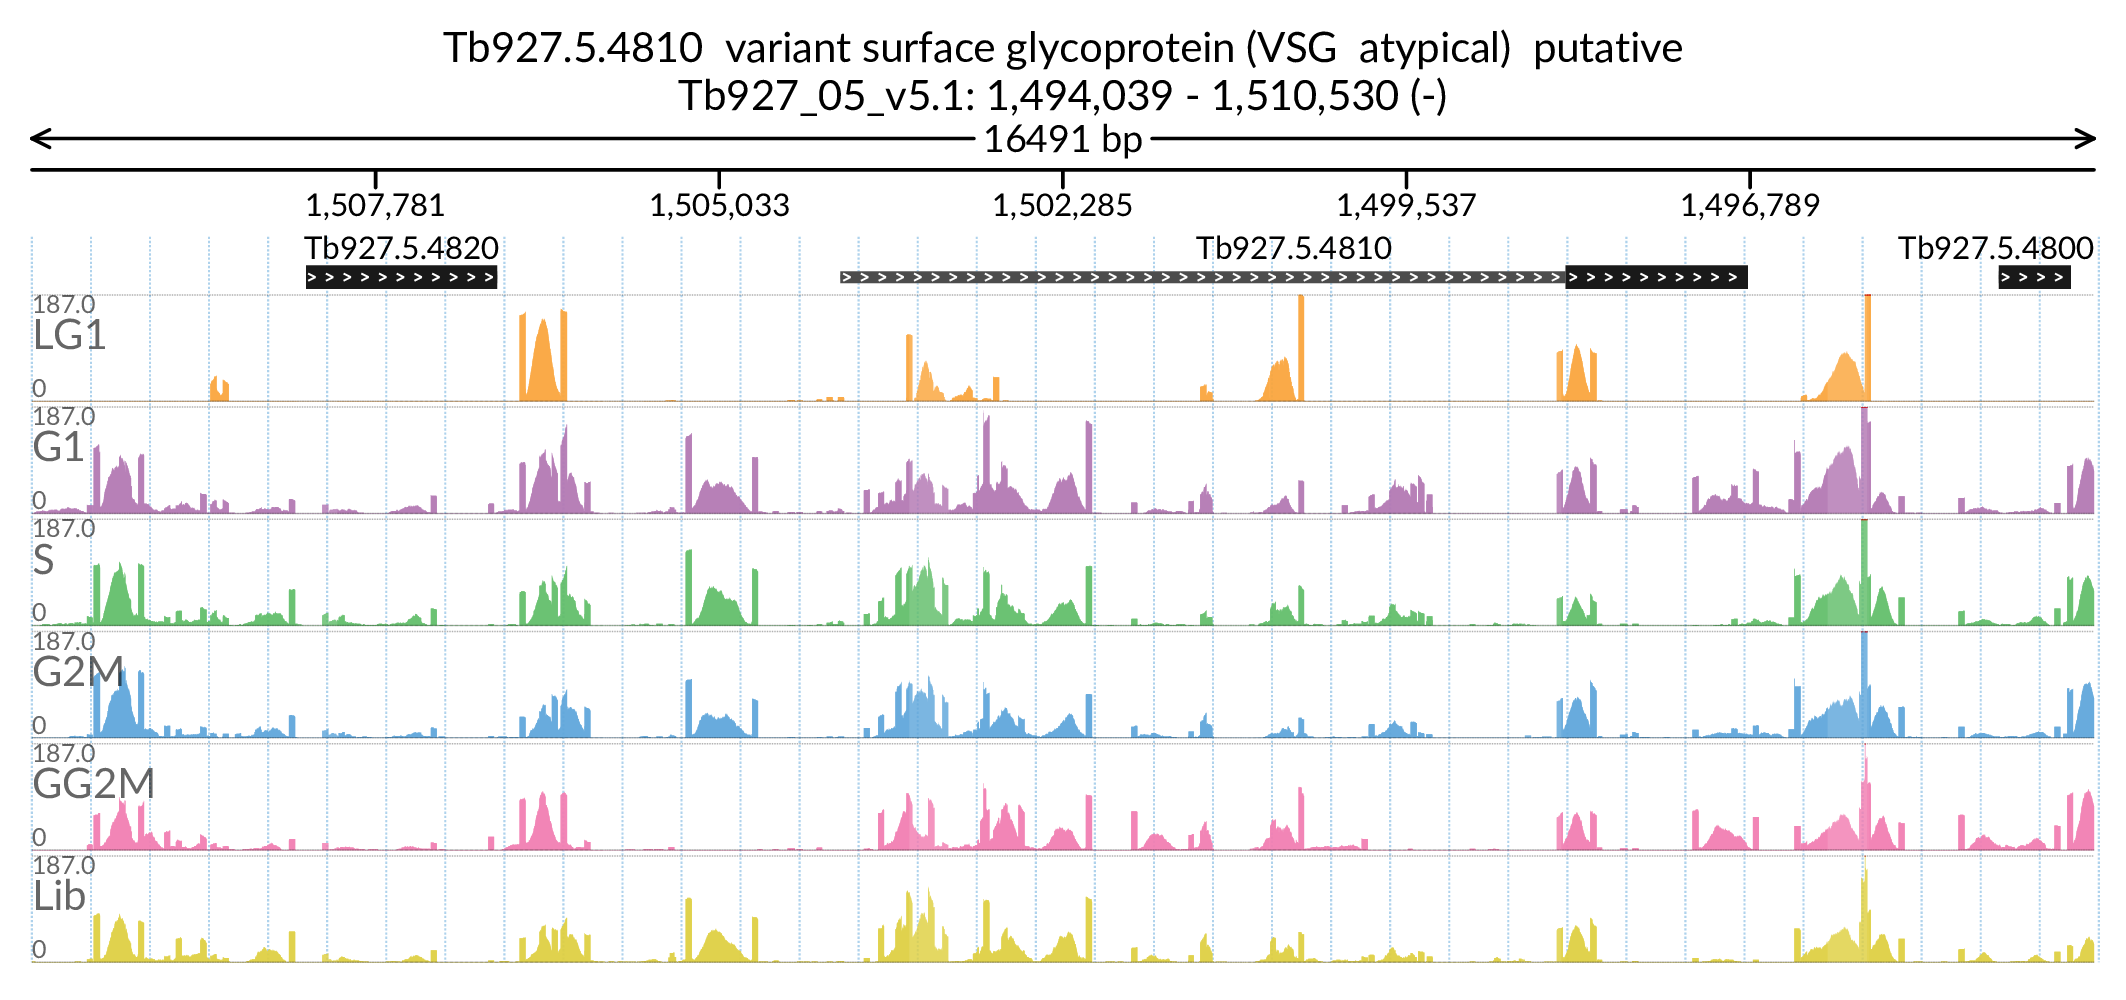 Tb927.5.4810 variant surface glycoprotein (VSG atypical) putative
Tb927_05_v5.1: 1,494,039 - 1,510,530 (-)
16491 bp
1,507,781 1,505,033 1,502,285 1,499,537 1,496,789
Tb927.5.4820 Tb927.5.4810 Tb927.5.4800
187.0
LG1
0
187.0
G1
0
187.0
S
0
187.0
G2M
0
187.0
GG2M
0
187.0
Lib
0